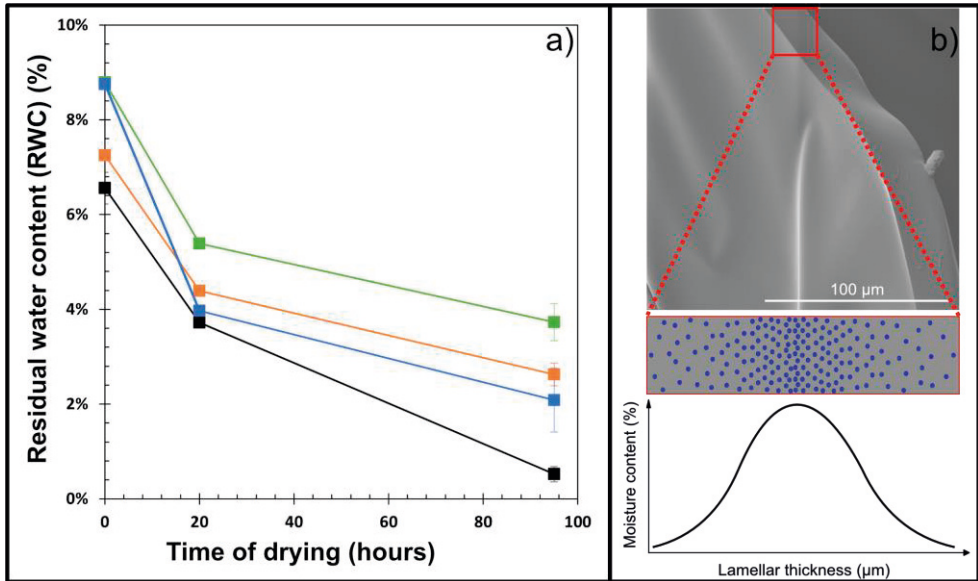 a)
Residual water content (RWC) (%)
10%
8%
6%
4%
2%
0%
0
20
40
60
80
100
Time of drying (hours)
b)
100 µm
Moisture content (%)
Lamellar thickness (µm)